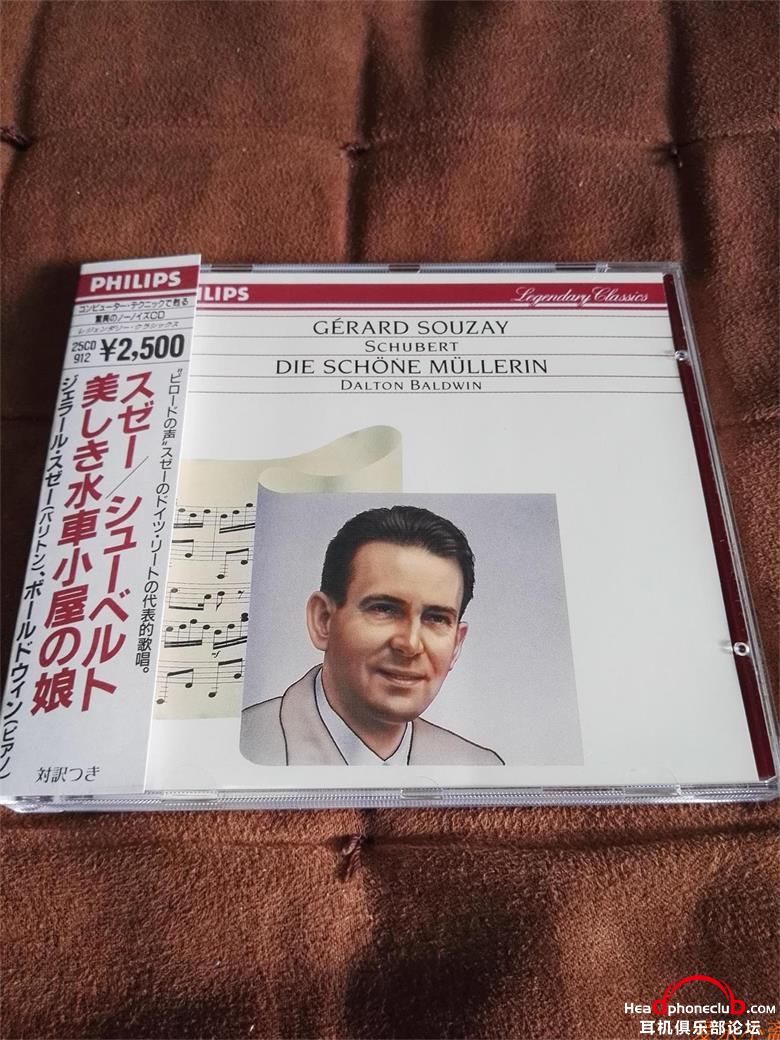 PHILIPS
コンピューター・テクニックで甦る
驚異のノーノイズCD
レジェンダリー・クラシックス
25CD
912
¥2,500
"ビロードの声"スゼーのドイツ・リートの代表的歌唱。
スゼー/シューベルト
美しき水車小屋の娘
ジェラール・スゼー(バリトン)、ボールドウィン(ピアノ)
対訳つき
ILIPS
Legendary Classics
GÉRARD SOUZAY
SCHUBERT
DIE SCHÖNE MÜLLERIN
DALTON BALDWIN
Headphoneclub.com
耳机俱乐部论坛